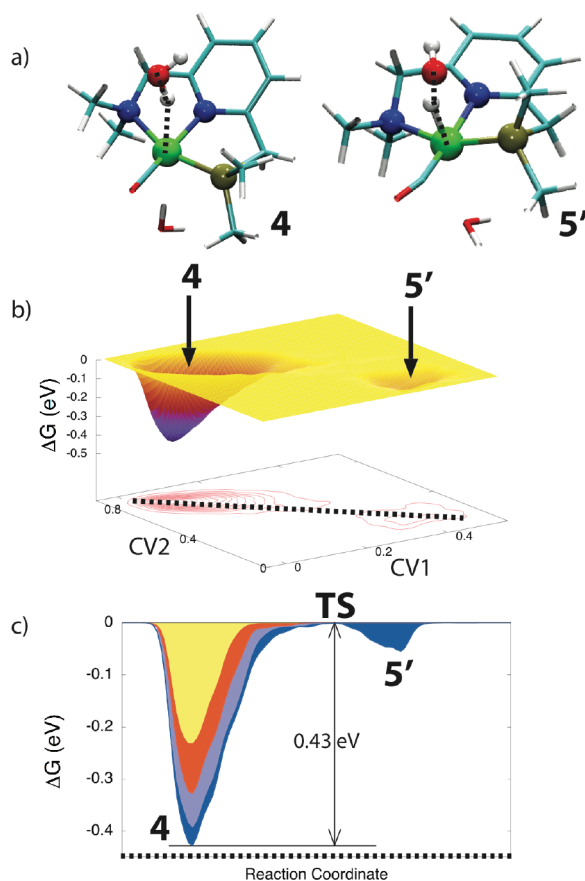 a)
4
5′
b)
4
5′
0
-0.1
-0.2
-0.3
-0.4
-0.5
ΔG (eV)
0.8
0.4
0
CV2
0
0.2
0.4
CV1
c)
TS
0
-0.1
-0.2
-0.3
-0.4
ΔG (eV)
5′
0.43 eV
4
Reaction Coordinate